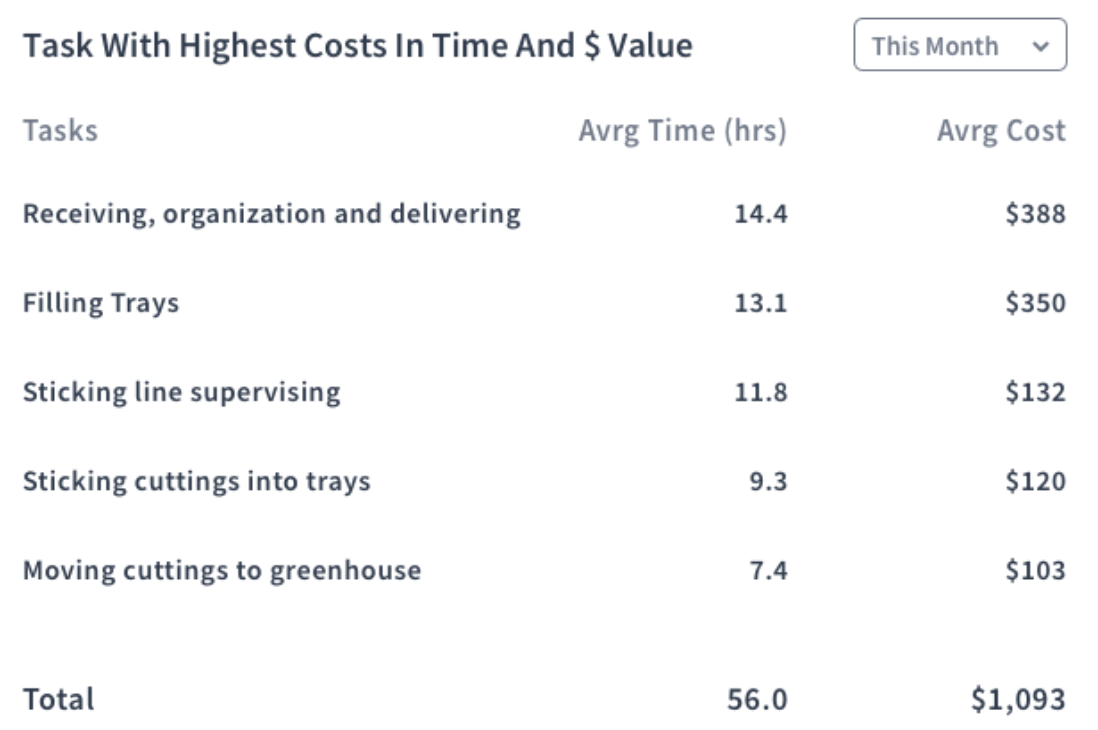 Task With Highest Costs In Time And $ Value This Month
Tasks Avrg Time (hrs) Avrg Cost
Receiving, organization and delivering 14.4 $388
Filling Trays 13.1 $350
Sticking line supervising 11.8 $132
Sticking cuttings into trays 9.3 $120
Moving cuttings to greenhouse 7.4 $103
Total 56.0 $1,093